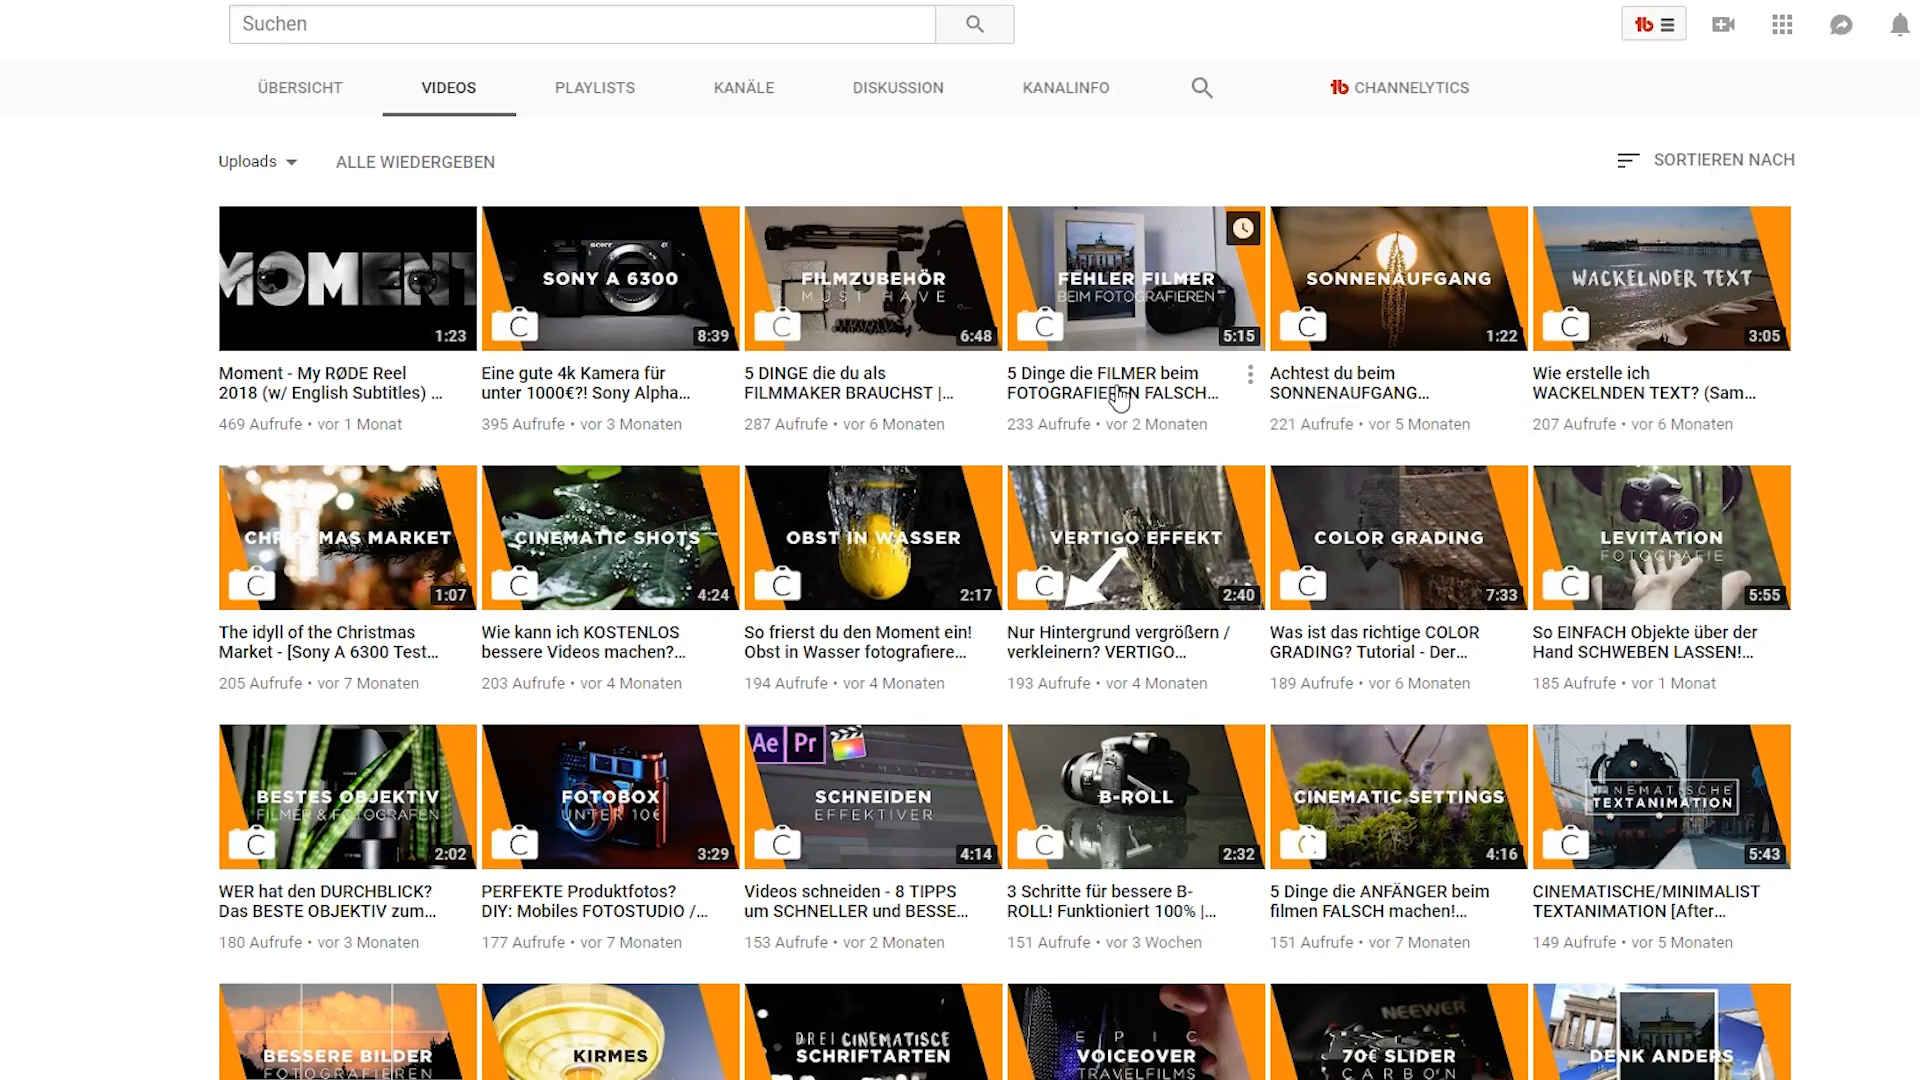 Suchen
ÜBERSICHT
VIDEOS
PLAYLISTS
KANÄLE
DISKUSSION
KANALINFO
CHANNELYTICS
Uploads
ALLE WIEDERGEBEN
SORTIEREN NACH
MOMENT
1:23
Moment - My RØDE Reel
2018 (w/ English Subtitles) ...
469 Aufrufe • vor 1 Monat
SONY
SONY A 6300
C
8:39
Eine gute 4k Kamera für
unter 1000€?! Sony Alpha...
395 Aufrufe • vor 3 Monaten
FILMZUBEHÖR
MUST HAVE
C
6:48
5 DINGE die du als
FILMMAKER BRAUCHST |...
287 Aufrufe • vor 6 Monaten
FEHLER FILMER
BEIM FOTOGRAFIEREN
C
5:15
5 Dinge die FILMER beim
FOTOGRAFIEREN FALSCH...
233 Aufrufe • vor 2 Monaten
SONNENAUFGANG
C
1:22
Achtest du beim
SONNENAUFGANG...
221 Aufrufe • vor 5 Monaten
WACKELNDER TEXT
C
3:05
Wie erstelle ich
WACKELNDEN TEXT? (Sam...
207 Aufrufe • vor 6 Monaten
CHRISTMAS MARKET
C
1:07
The idyll of the Christmas
Market - [Sony A 6300 Test...
205 Aufrufe • vor 7 Monaten
CINEMATIC SHOTS
C
4:24
Wie kann ich KOSTENLOS
bessere Videos machen?...
203 Aufrufe • vor 4 Monaten
OBST IN WASSER
C
2:17
So frierst du den Moment ein!
Obst in Wasser fotografiere...
194 Aufrufe • vor 4 Monaten
VERTIGO EFFEKT
C
2:40
Nur Hintergrund vergrößern /
verkleinern? VERTIGO...
193 Aufrufe • vor 4 Monaten
COLOR GRADING
C
7:33
Was ist das richtige COLOR
GRADING? Tutorial - Der...
189 Aufrufe • vor 6 Monaten
LEVITATION
FOTOGRAFIE
C
5:55
So EINFACH Objekte über der
Hand SCHWEBEN LASSEN!...
185 Aufrufe • vor 1 Monat
BESTES OBJEKTIV
FILMER & FOTOGRAFEN
C
2:02
WER hat den DURCHBLICK?
Das BESTE OBJEKTIV zum...
180 Aufrufe • vor 3 Monaten
FOTOBOX
UNTER 10€
C
3:29
PERFEKTE Produktfotos?
DIY: Mobiles FOTOSTUDIO /...
177 Aufrufe • vor 7 Monaten
Ae Pr
SCHNEIDEN
EFFEKTIVER
C
4:14
Videos schneiden - 8 TIPPS
um SCHNELLER und BESSE...
153 Aufrufe • vor 2 Monaten
B-ROLL
C
2:32
3 Schritte für bessere B-
ROLL! Funktioniert 100% |...
151 Aufrufe • vor 3 Wochen
CINEMATIC SETTINGS
C
4:16
5 Dinge die ANFÄNGER beim
filmen FALSCH machen!...
151 Aufrufe • vor 7 Monaten
CINEMATISCHE
TEXTANIMATION
C
5:43
CINEMATISCHE/MINIMALIST
TEXTANIMATION [After...
149 Aufrufe • vor 5 Monaten
BESSERE BILDER
FOTOGRAFIEREN
KIRMES
DREI CINEMATISCE
SCHRIFTARTEN
EPIC
VOICEOVER
TRAVELFILMS
NEEWER
70€ SLIDER
CARBON
DENK ANDERS